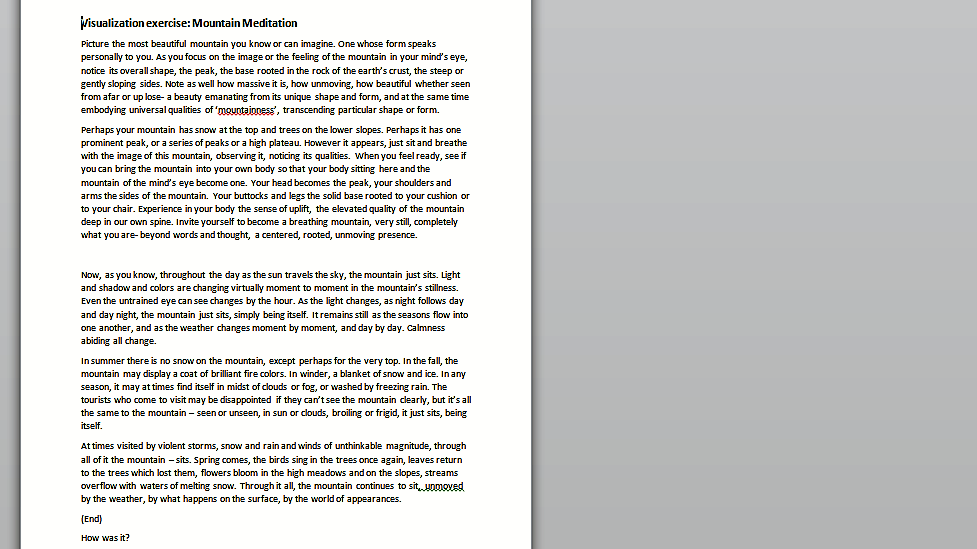 Visualization exercise: Mountain Meditation
Picture the most beautiful mountain you know or can imagine. One whose form speaks
personally to you. As you focus on the image or the feeling of the mountain in your mind's eye,
notice its overall shape, the peak, the base rooted in the rock of the earth's crust, the steep or
gently sloping sides. Note as well how massive it is, how unmoving, how beautiful whether seen
from afar or up lose- a beauty emanating from its unique shape and form, and at the same time
embodying universal qualities of 'mountainness', transcending particular shape or form.
Perhaps your mountain has snow at the top and trees on the lower slopes. Perhaps it has one
prominent peak, or a series of peaks or a high plateau. However it appears, just sit and breathe
with the image of this mountain, observing it, noticing its qualities. When you feel ready, see if
you can bring the mountain into your own body so that your body sitting here and the
mountain of the mind's eye become one. Your head becomes the peak, your shoulders and
arms the sides of the mountain. Your buttocks and legs the solid base rooted to your cushion or
to your chair. Experience in your body the sense of uplift, the elevated quality of the mountain
deep in our own spine. Invite yourself to become a breathing mountain, very still, completely
what you are- beyond words and thought, a centered, rooted, unmoving presence.
Now, as you know, throughout the day as the sun travels the sky, the mountain just sits. Light
and shadow and colors are changing virtually moment to moment in the mountain's stillness.
Even the untrained eye can see changes by the hour. As the light changes, as night follows day
and day night, the mountain just sits, simply being itself. It remains still as the seasons flow into
one another, and as the weather changes moment by moment, and day by day. Calmness
abiding all change.
In summer there is no snow on the mountain, except perhaps for the very top. In the fall, the
mountain may display a coat of brilliant fire colors. In winder, a blanket of snow and ice. In any
season, it may at times find itself in midst of clouds or fog, or washed by freezing rain. The
tourists who come to visit may be disappointed if they can't see the mountain clearly, but it's all
the same to the mountain – seen or unseen, in sun or clouds, broiling or frigid, it just sits, being
itself.
At times visited by violent storms, snow and rain and winds of unthinkable magnitude, through
all of it the mountain – sits. Spring comes, the birds sing in the trees once again, leaves return
to the trees which lost them, flowers bloom in the high meadows and on the slopes, streams
overflow with waters of melting snow. Through it all, the mountain continues to sit, unmoved
by the weather, by what happens on the surface, by the world of appearances.
(End)
How was it?